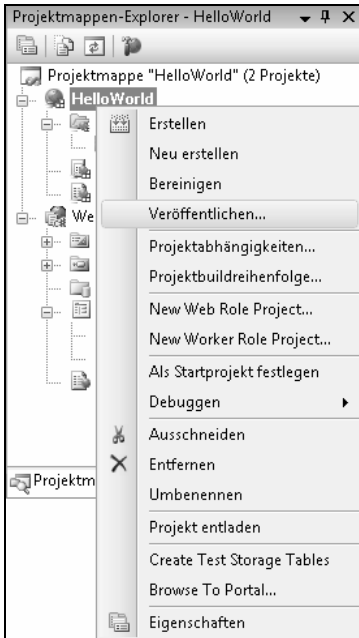 Projektmappen-Explorer - HelloWorld
Projektmappe "HelloWorld" (2 Projekte)
HelloWorld
Erstellen
Neu erstellen
Bereinigen
We
Veröffentlichen...
Projektabhängigkeiten...
Projektbuildreihenfolge...
New Web Role Project...
New Worker Role Project...
Als Startprojekt festlegen
Debuggen
Ausschneiden
Entfernen
Projektm
Umbenennen
Projekt entladen
Create Test Storage Tables
Browse To Portal...
Eigenschaften